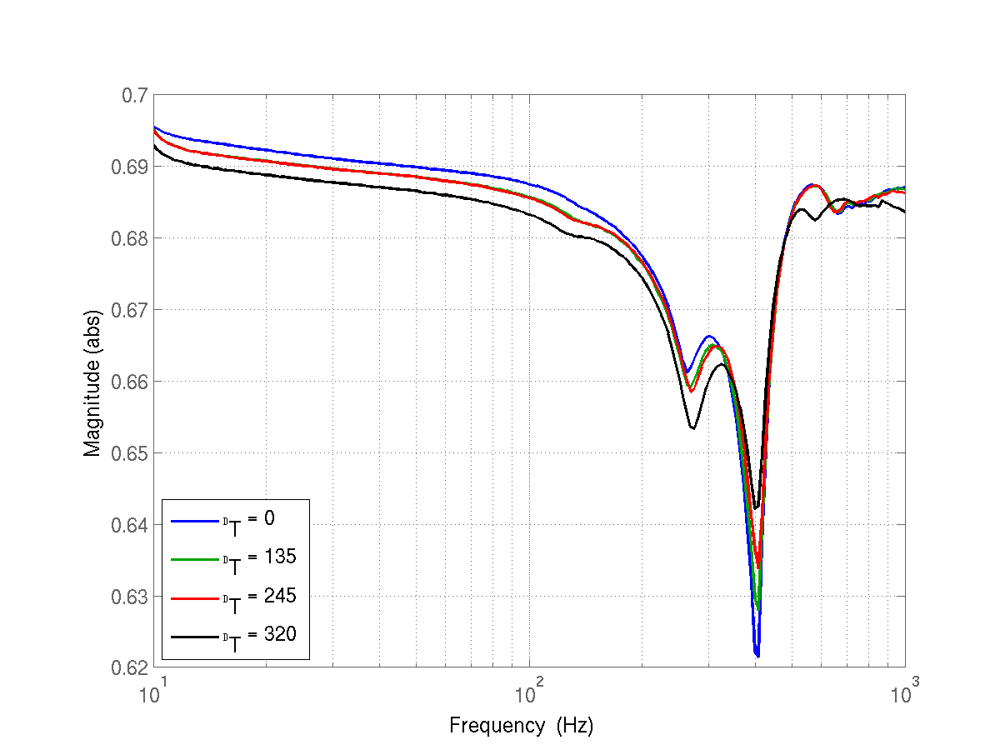 0.7
0.69
0.68
0.67
0.66
0.65
0.64
0.63
0.62
Magnitude (abs)
T = 0
T = 135
T = 245
T = 320
10^1
10^2
10^3
Frequency (Hz)